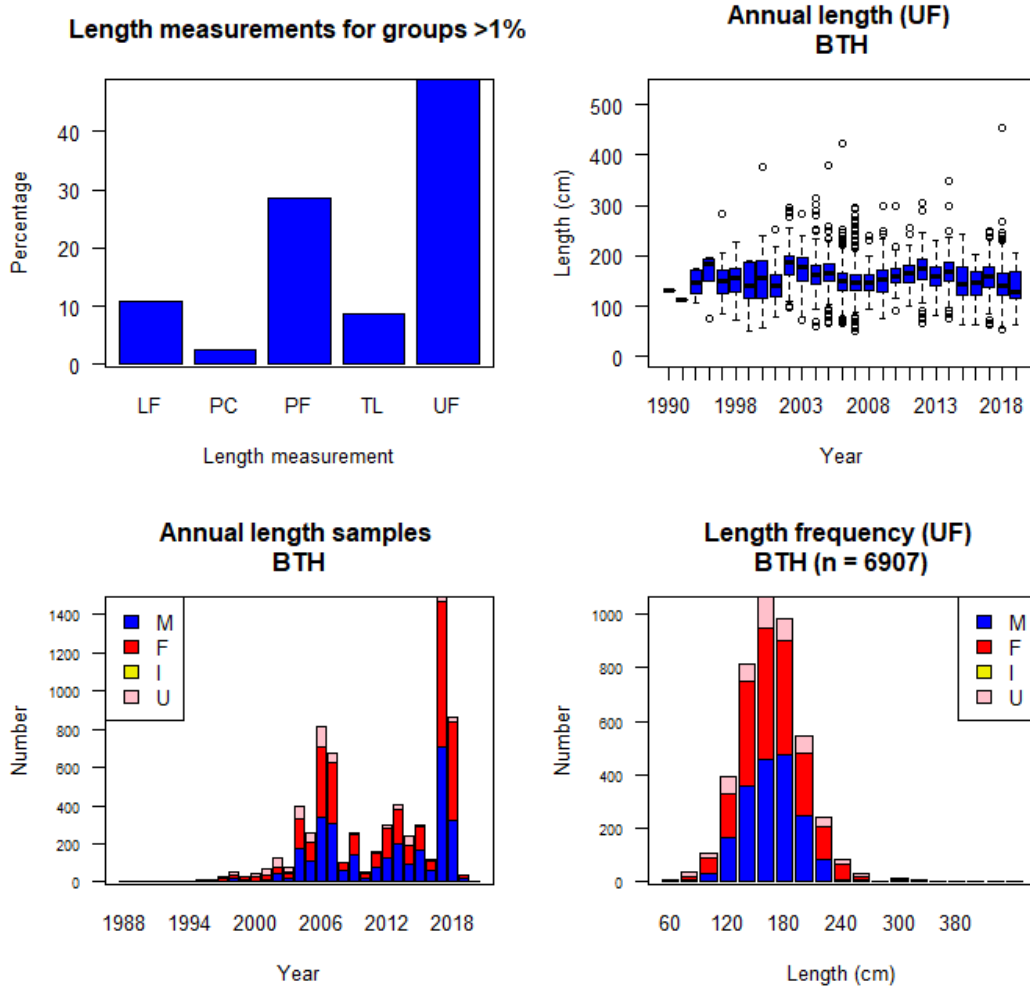 Length measurements for groups >1%
Percentage
40
30
20
10
0
LF PC PF TL UF
Length measurement
Annual length (UF)
BTH
Length (cm)
500
400
300
200
100
0
1990 1998 2003 2008 2013 2018
Year
Annual length samples
BTH
Number
1400
1200
1000
800
600
400
200
0
M
F
I
U
1988 1994 2000 2006 2012 2018
Year
Length frequency (UF)
BTH (n = 6907)
Number
1000
800
600
400
200
0
M
F
I
U
60 120 180 240 300 380
Length (cm)